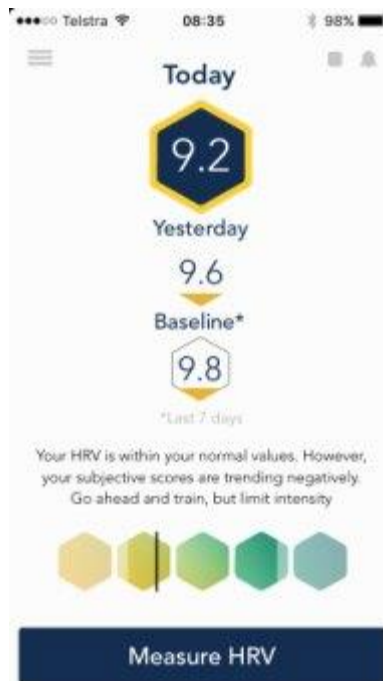 Telstra 08:35 98%
Today
9.2
Yesterday
9.6
Baseline*
9.8
*Last 7 days
Your HRV is within your normal values. However,
your subjective scores are trending negatively.
Go ahead and train, but limit intensity
Measure HRV